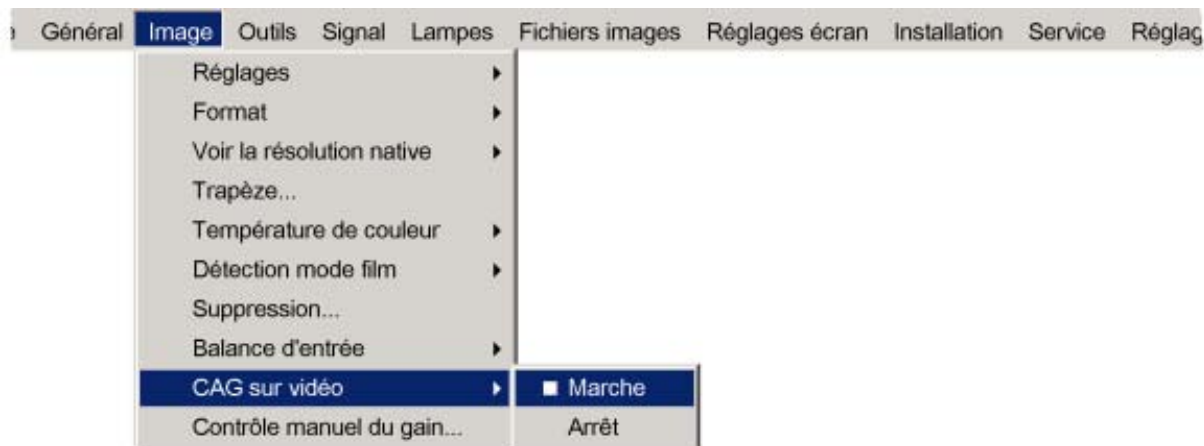 Général Image Outils Signal Lampes Fichiers images Réglages écran Installation Service
Réglages
Format
Voir la résolution native
Trapèze...
Température de couleur
Détection mode film
Suppression...
Balance d'entrée
CAG sur vidéo Marche
Contrôle manuel du gain... Arrêt